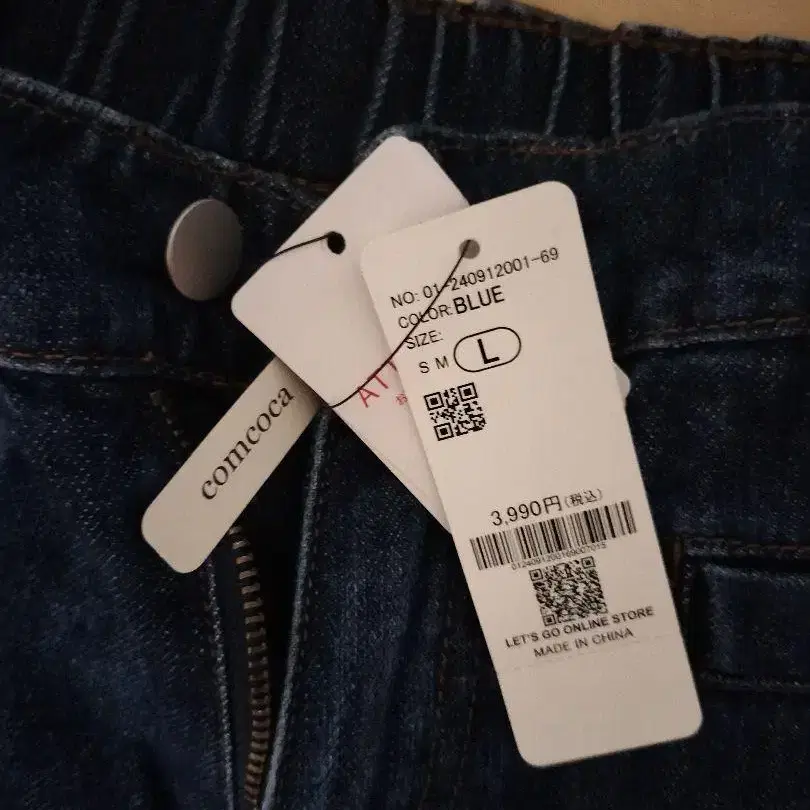 comcoca
NO: 01-240912001-69
COLOR:BLUE
SIZE:
S M L
3,990円(税込)
LET'S GO ONLINE STORE
MADE IN CHINA